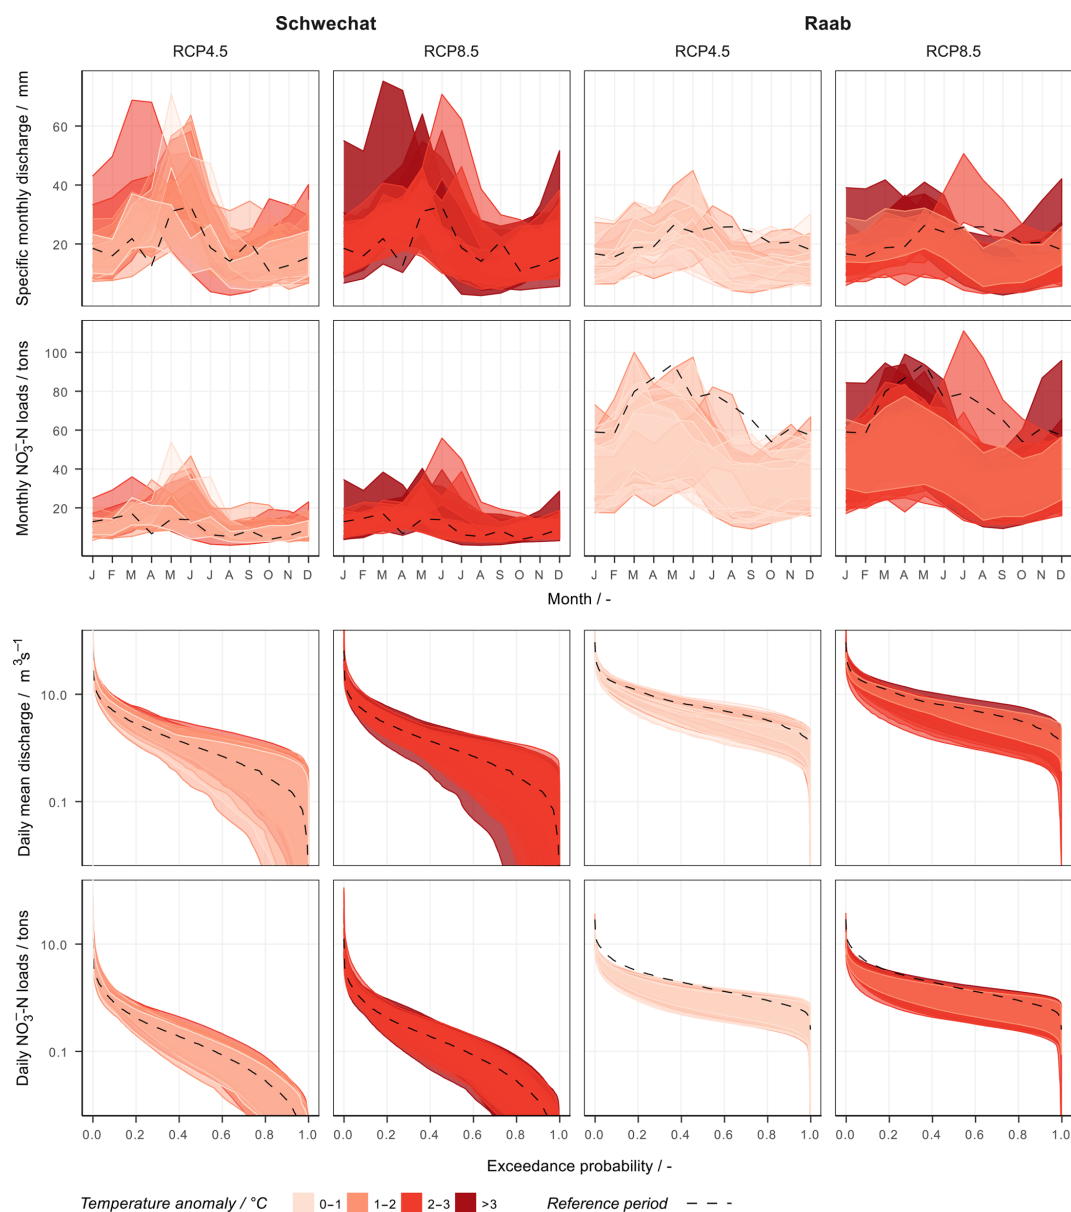 Schwechat Raab
RCP4.5 RCP8.5 RCP4.5 RCP8.5
Specific monthly discharge / mm
60
40
20
Monthly NO₃⁻-N loads / tons
100
80
60
40
20
J F M A M J J A S O N D J F M A M J J A S O N D J F M A M J J A S O N D J F M A M J J A S O N D
Month / -
Daily mean discharge / m³s⁻¹
10.0
0.1
Daily NO₃⁻-N loads / tons
10.0
0.1
0.0 0.2 0.4 0.6 0.8 1.0 0.0 0.2 0.4 0.6 0.8 1.0 0.0 0.2 0.4 0.6 0.8 1.0 0.0 0.2 0.4 0.6 0.8 1.0
Exceedance probability / -
Temperature anomaly / °C 0-1 1-2 2-3 >3 Reference period